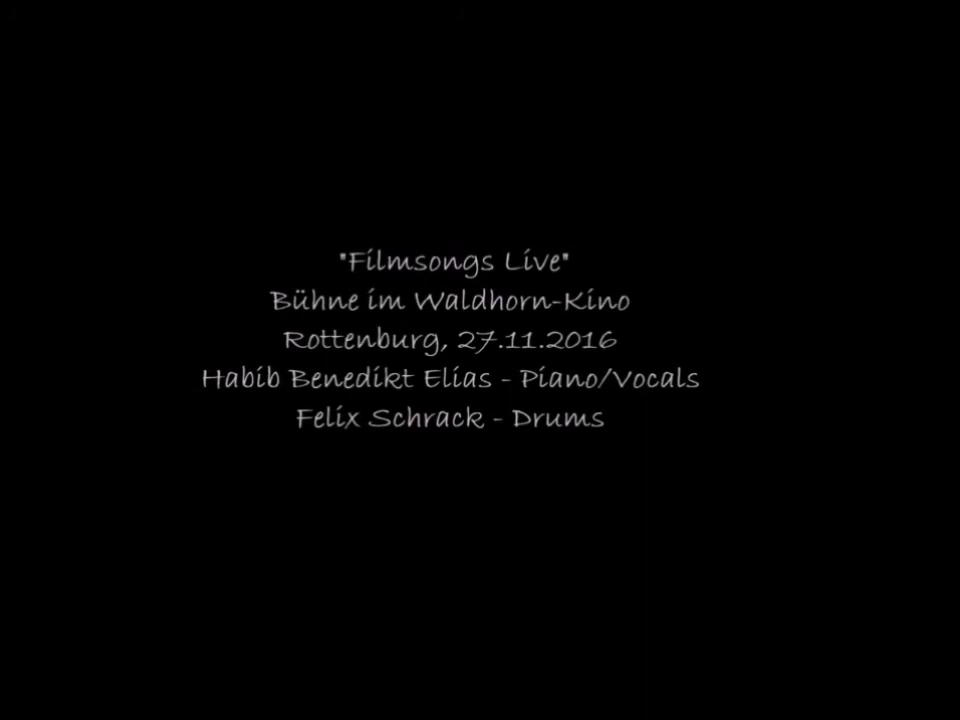 "Filmsongs Live"
Bühne im Waldhorn-Kino
Rottenburg, 27.11.2016
Habib Benedikt Elias - Piano/Vocals
Felix Schrack - Drums